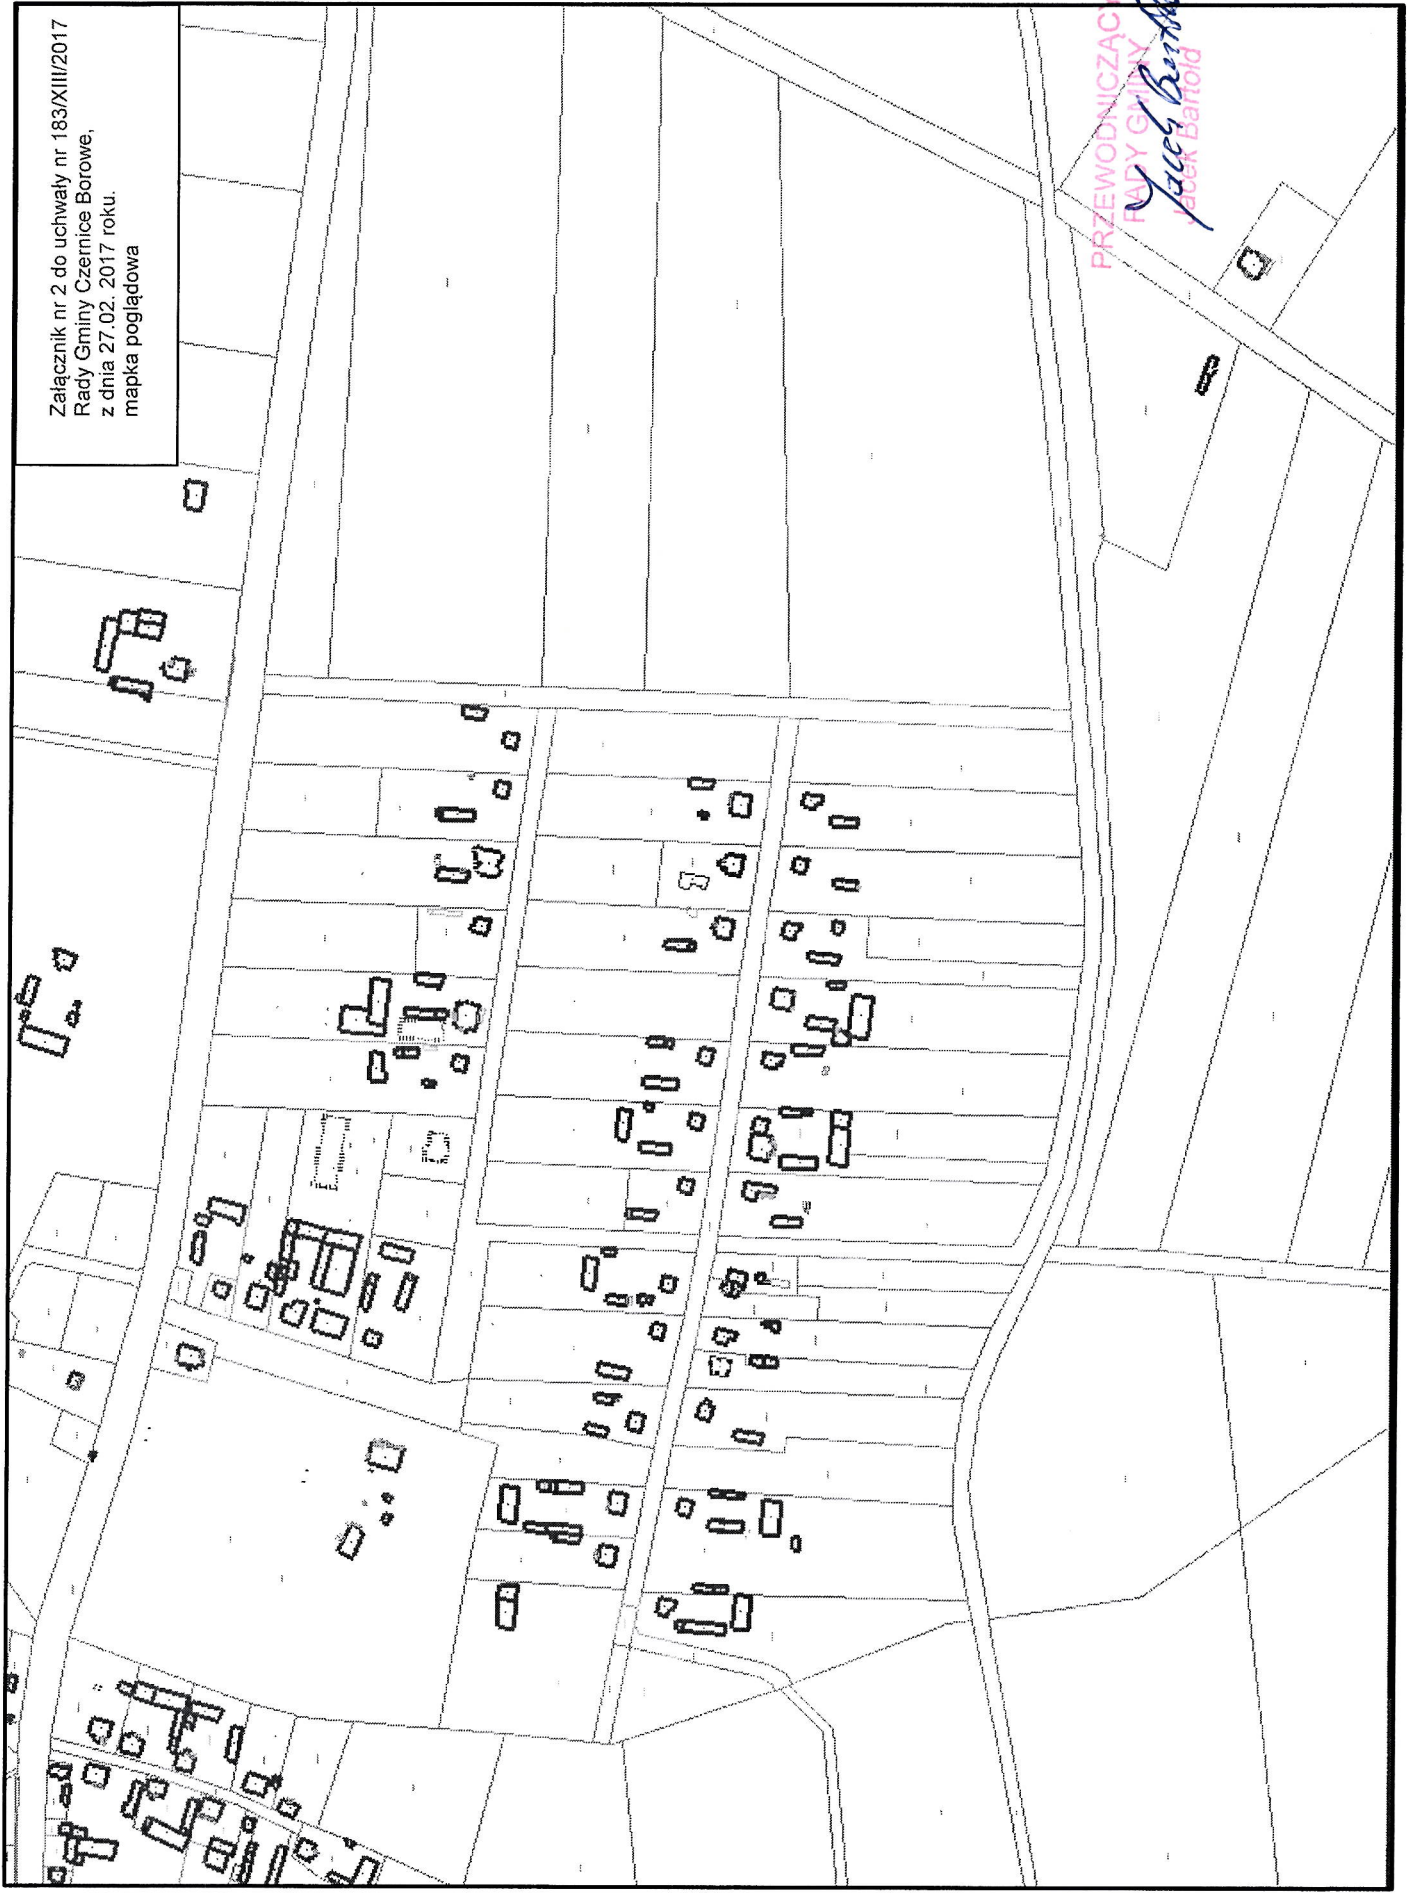 Załącznik nr 2 do uchwały nr 183/XIII/2017
Rady Gminy Czernice Borowe,
z dnia 27.02. 2017 roku.
mapka poglądowa
PRZEWODNICZĄCY
RADY GMINY
Jacek Bartold